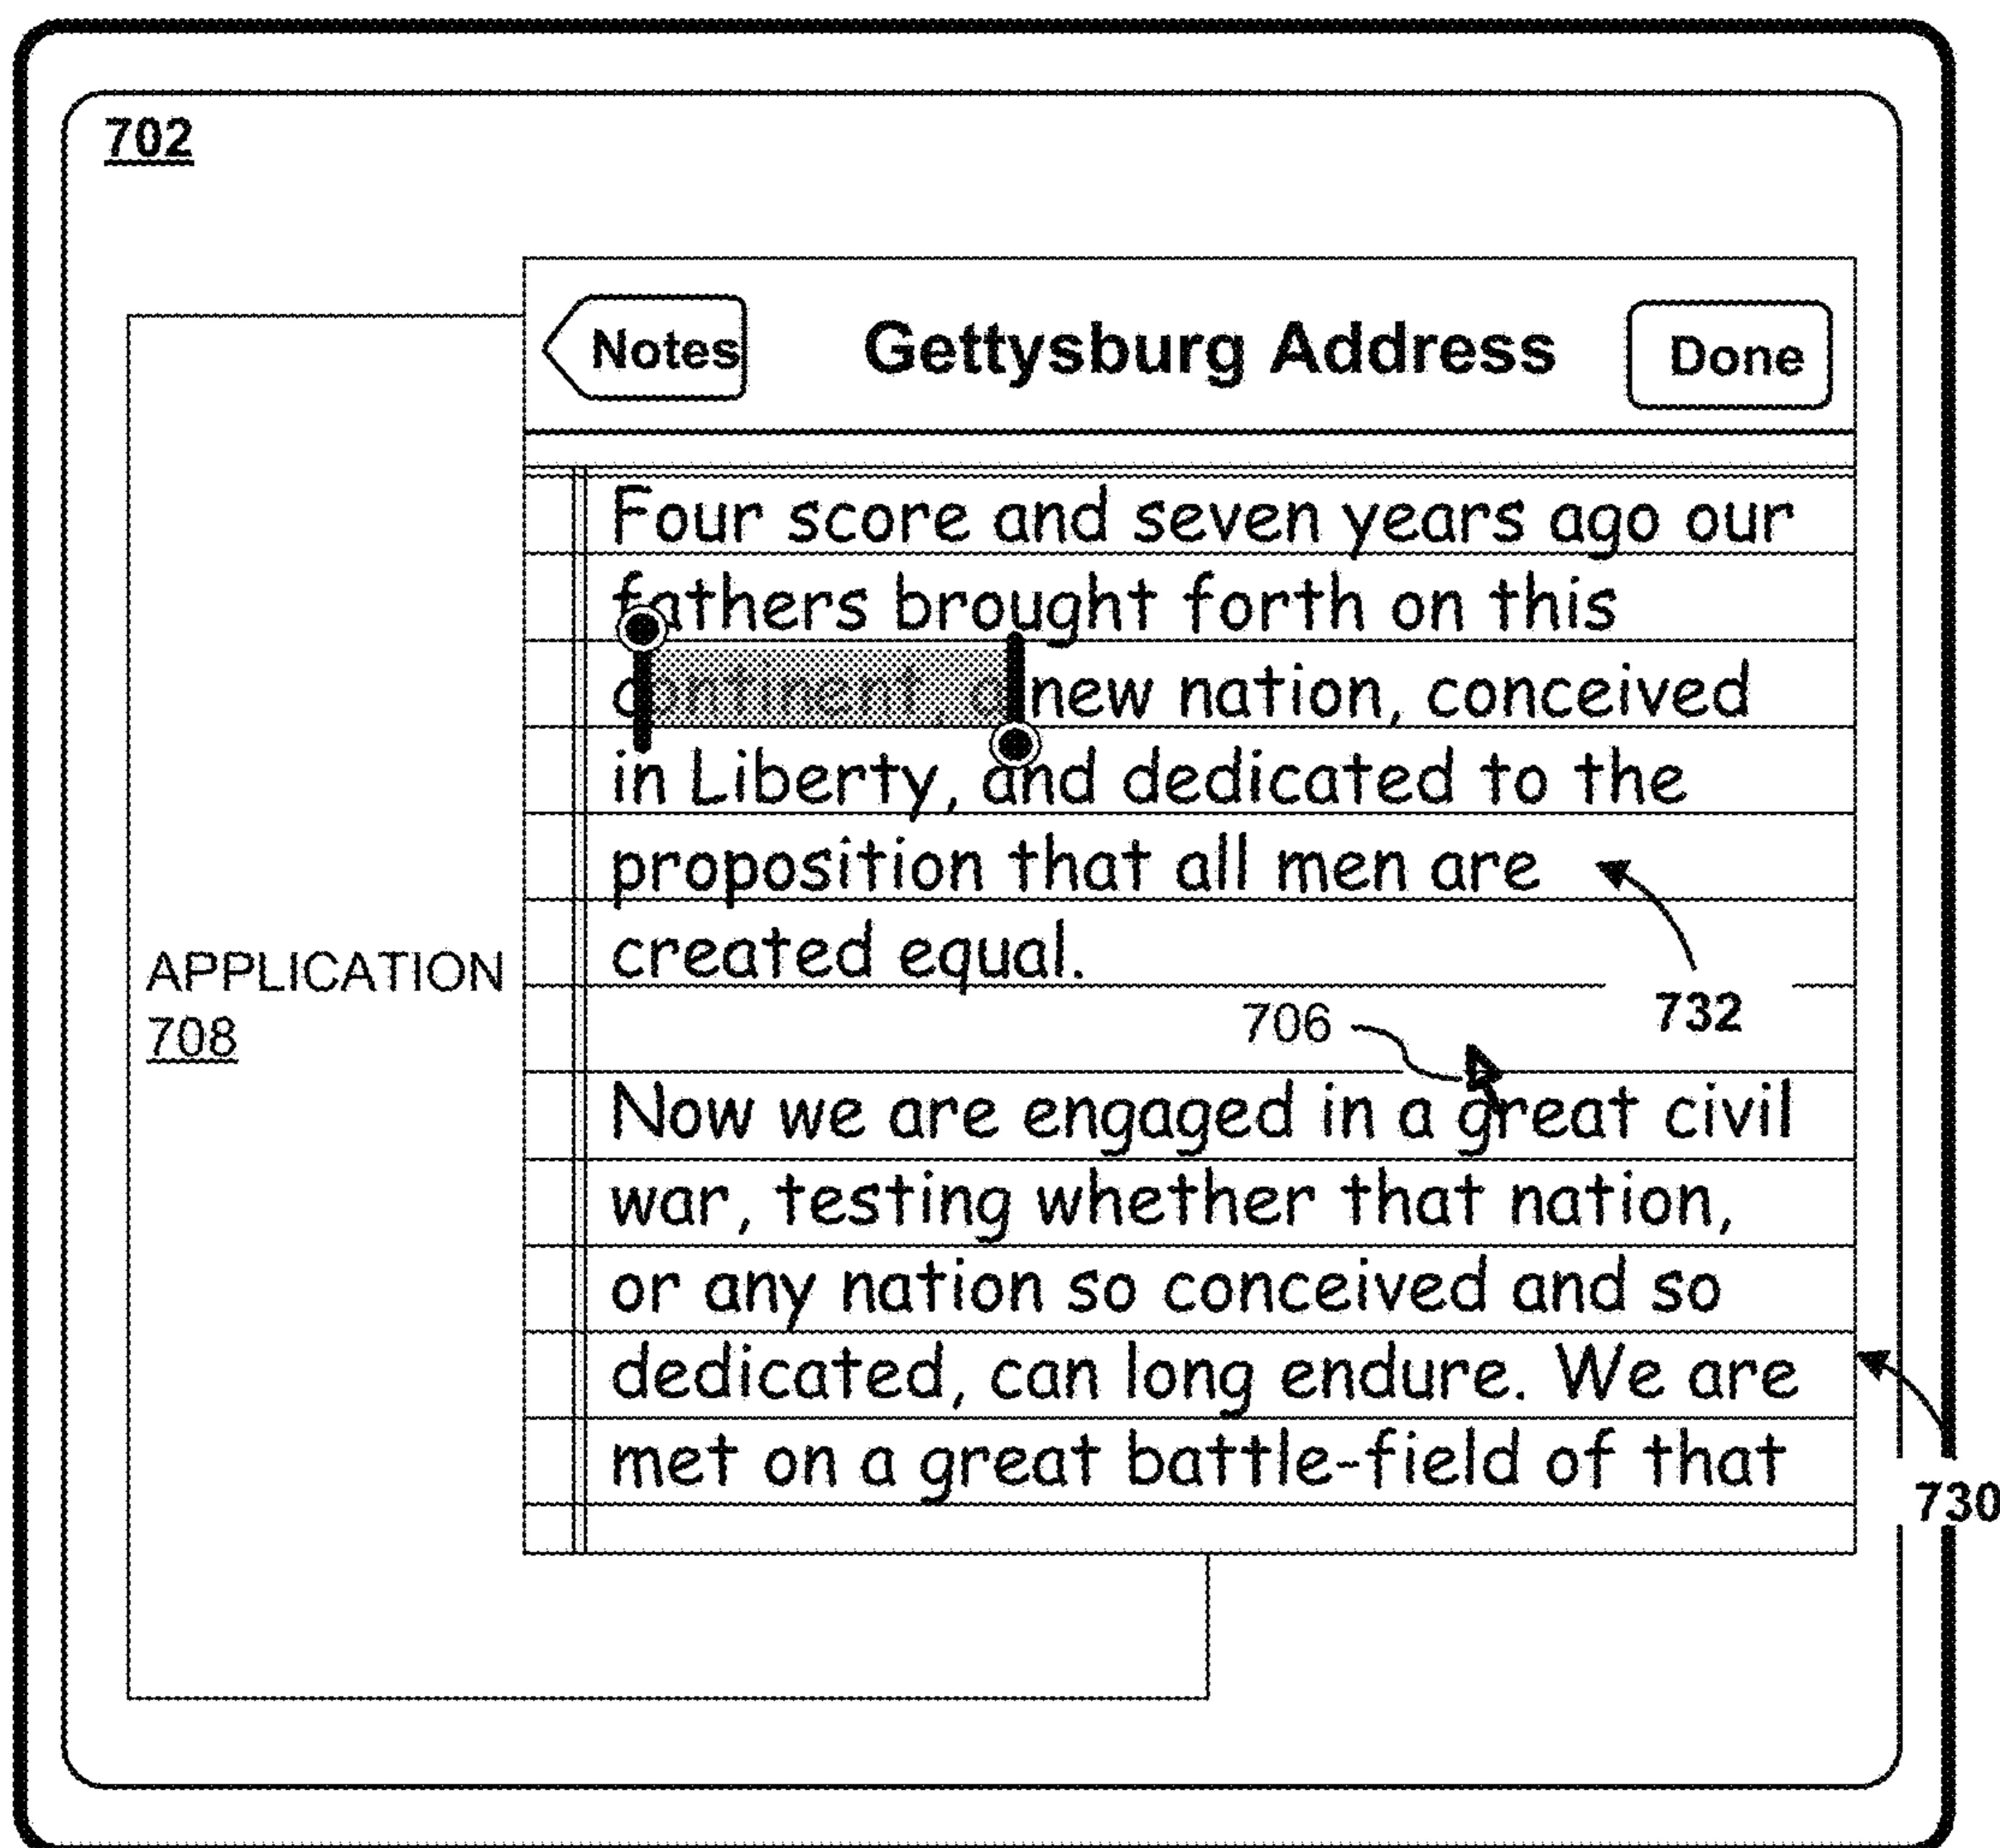 702
Notes Gettysburg Address Done
Four score and seven years ago our
fathers brought forth on this
continent, a new nation, conceived
in Liberty, and dedicated to the
proposition that all men are
created equal.
APPLICATION
708
706
732
Now we are engaged in a great civil
war, testing whether that nation,
or any nation so conceived and so
dedicated, can long endure. We are
met on a great battle-field of that
730